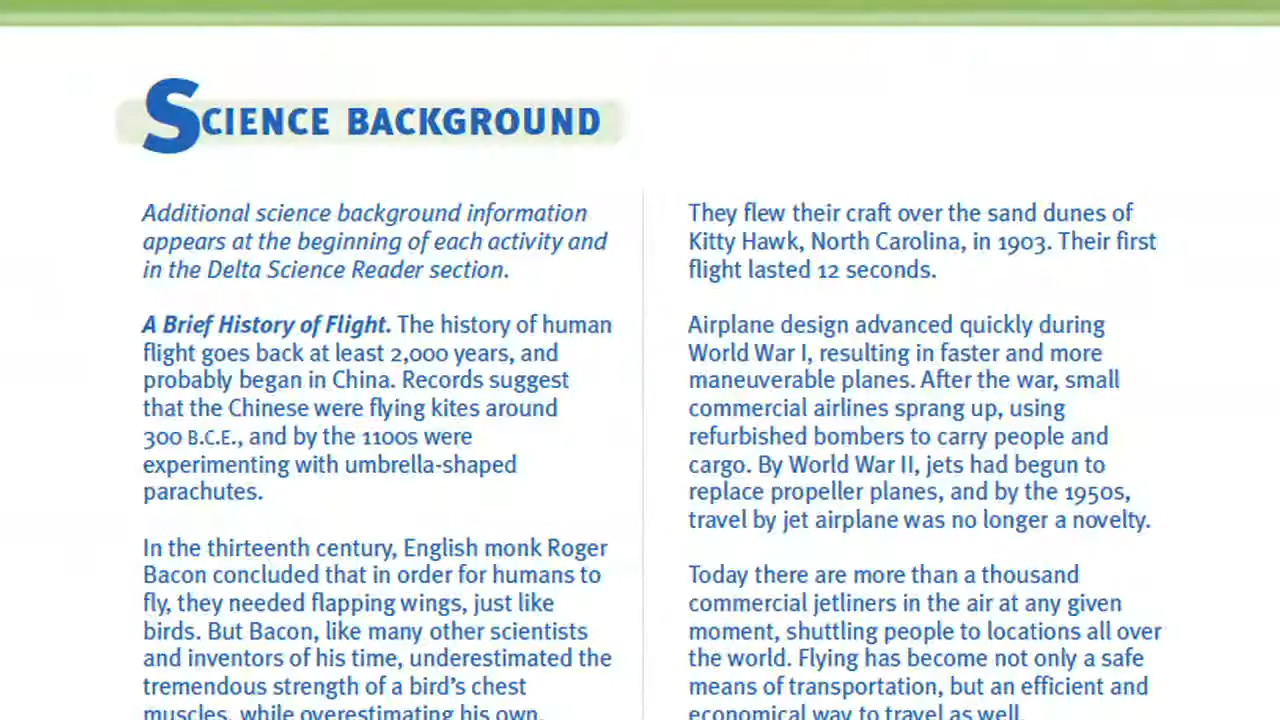 SCIENCE BACKGROUND
Additional science background information
appears at the beginning of each activity and
in the Delta Science Reader section.
A Brief History of Flight. The history of human
flight goes back at least 2,000 years, and
probably began in China. Records suggest
that the Chinese were flying kites around
300 B.C.E., and by the 1100s were
experimenting with umbrella-shaped
parachutes.
In the thirteenth century, English monk Roger
Bacon concluded that in order for humans to
fly, they needed flapping wings, just like
birds. But Bacon, like many other scientists
and inventors of his time, underestimated the
tremendous strength of a bird's chest
muscles, while overestimating his own.
They flew their craft over the sand dunes of
Kitty Hawk, North Carolina, in 1903. Their first
flight lasted 12 seconds.
Airplane design advanced quickly during
World War I, resulting in faster and more
maneuverable planes. After the war, small
commercial airlines sprang up, using
refurbished bombers to carry people and
cargo. By World War II, jets had begun to
replace propeller planes, and by the 1950s,
travel by jet airplane was no longer a novelty.
Today there are more than a thousand
commercial jetliners in the air at any given
moment, shuttling people to locations all over
the world. Flying has become not only a safe
means of transportation, but an efficient and
economical way to travel as well.